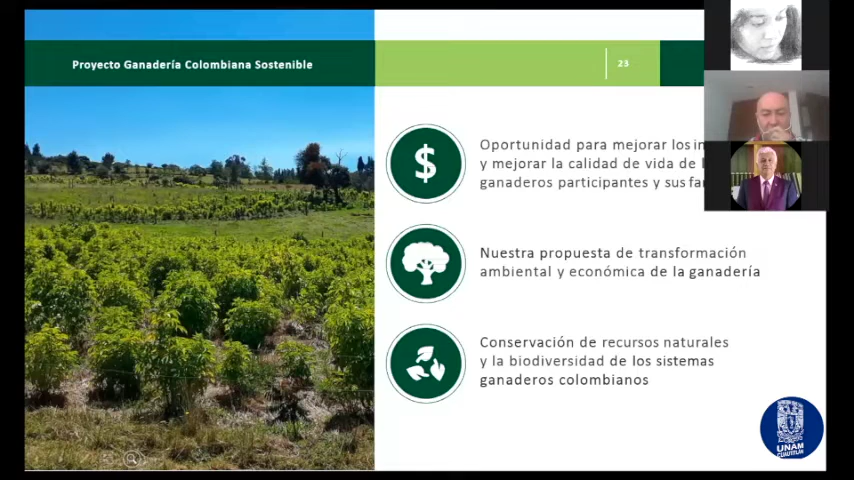 Proyecto Ganadería Colombiana Sostenible
23
Oportunidad para mejorar los
y mejorar la calidad de vida de
ganaderos participantes y sus
Nuestra propuesta de transformación
ambiental y económica de la ganadería
Conservación de recursos naturales
y la biodiversidad de los sistemas
ganaderos colombianos
UNAM
CUAUTITLÁN